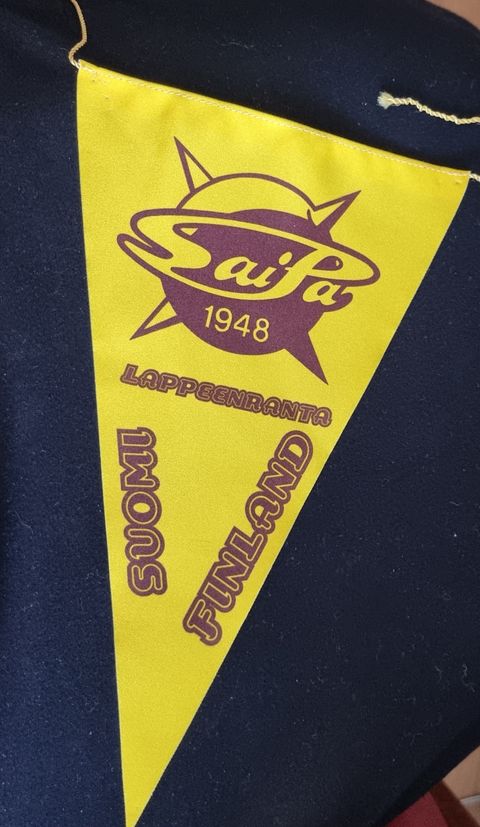 SaiPa
1948
LAPPEENRANTA
SUOMI
FINLAND